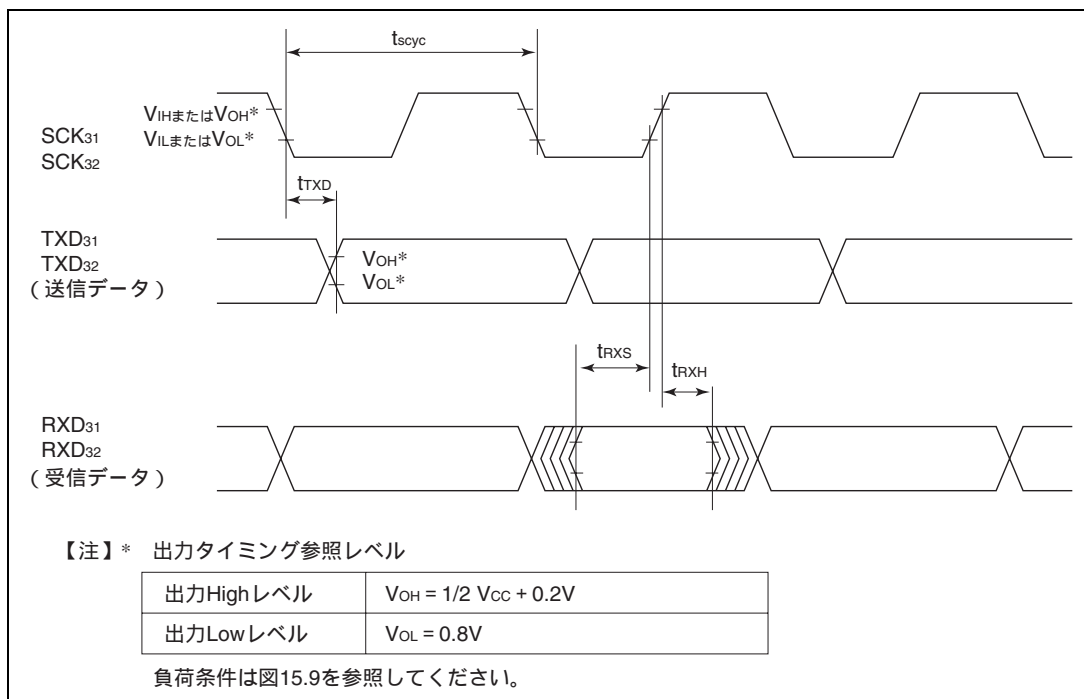 tscyc
VIHまたはVOH*
VILまたはVOL*
SCK31
SCK32
tTXD
TXD31
TXD32
(送信データ)
VOH*
VOL*
tRXS
tRXH
RXD31
RXD32
(受信データ)
【注】* 出力タイミング参照レベル
出力Highレベル VOH = 1/2 VCC + 0.2V
出力Lowレベル VOL = 0.8V
負荷条件は図15.9を参照してください。